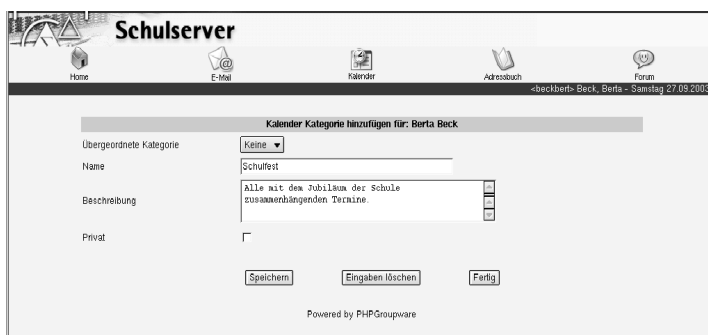 Schulserver
Home E-Mail Kalender Adressbuch Forum
<beckbert> Beck, Berta - Samstag 27.09.2003
Kalender Kategorie hinzufügen für: Berta Beck
Übergeordnete Kategorie Keine
Name Schulfest
Beschreibung Alle mit dem Jubiläum der Schule
zusammenhängenden Termine.
Privat
Speichern Eingaben löschen Fertig
Powered by PHPGroupware